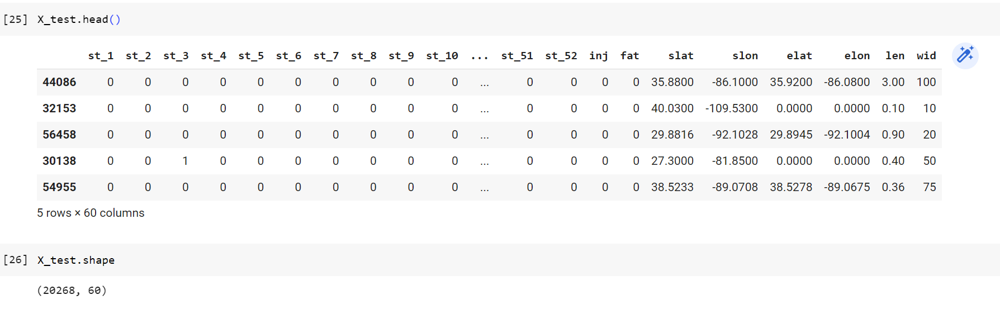 [25] X_test.head()
st_1 st_2 st_3 st_4 st_5 st_6 st_7 st_8 st_9 st_10 ... st_51 st_52 inj fat slat slon elat elon len wid
44086 0 0 0 0 0 0 0 0 0 0 ... 0 0 0 0 35.8800 -86.1000 35.9200 -86.0800 3.00 100
32153 0 0 0 0 0 0 0 0 0 0 ... 0 0 0 0 40.0300 -109.5300 0.0000 0.0000 0.10 10
56458 0 0 0 0 0 0 0 0 0 0 ... 0 0 0 0 29.8816 -92.1028 29.8945 -92.1004 0.90 20
30138 0 0 1 0 0 0 0 0 0 0 ... 0 0 0 0 27.3000 -81.8500 0.0000 0.0000 0.40 50
54955 0 0 0 0 0 0 0 0 0 0 ... 0 0 0 0 38.5233 -89.0708 38.5278 -89.0675 0.36 75
5 rows × 60 columns
[26] X_test.shape
(20268, 60)